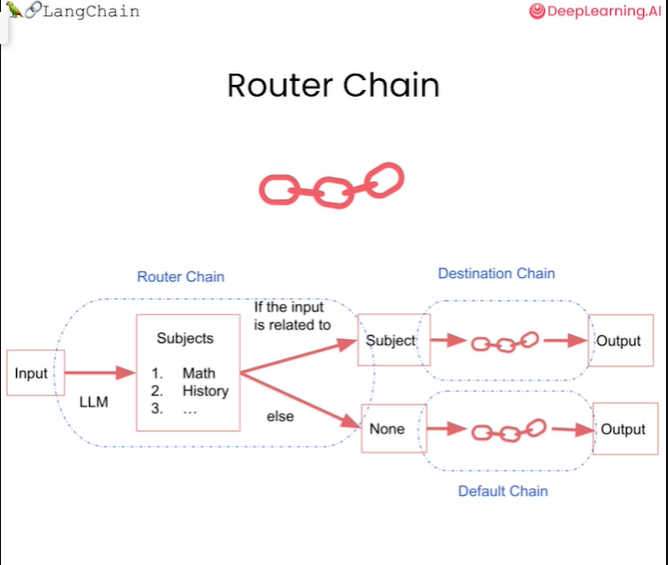 LangChain
DeepLearning.AI
Router Chain
Router Chain
Destination Chain
If the input
is related to
Subjects
1. Math
2. History
3. ...
Input
LLM
Subject
Output
else
None
Output
Default Chain